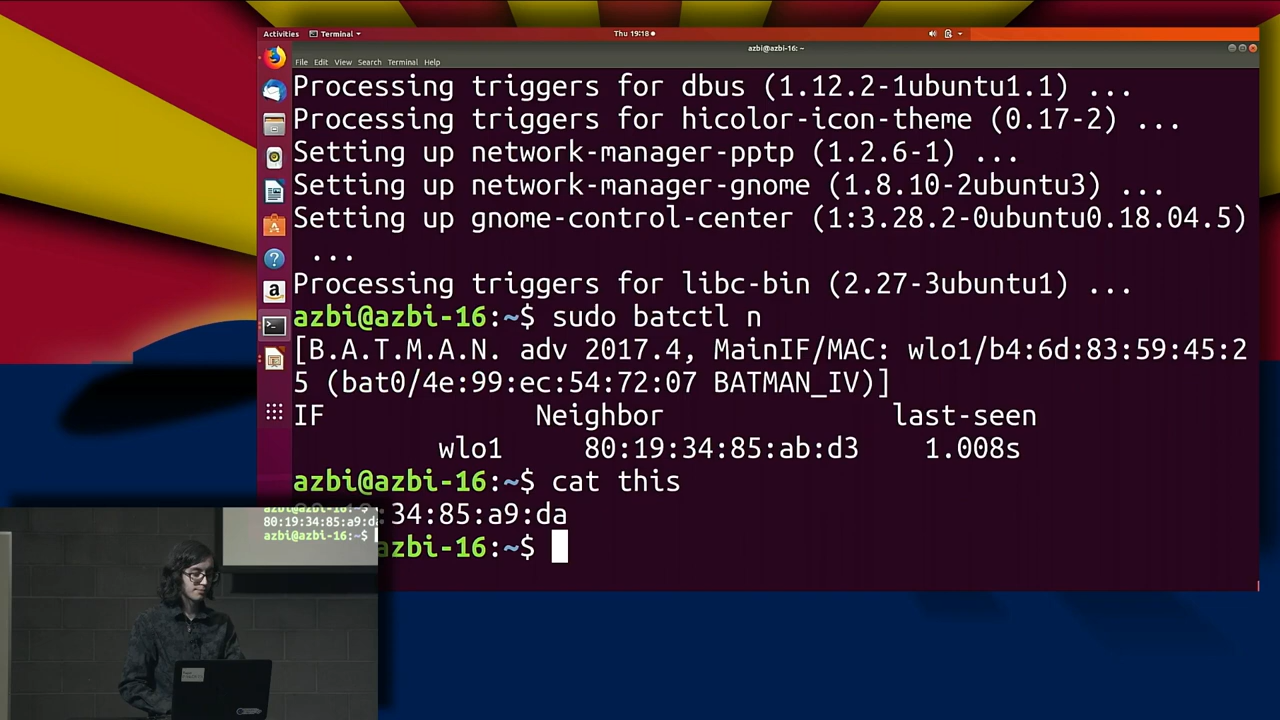 Activities
Terminal
Thu 19:18
azbi@azbi-16: ~
File Edit View Search Terminal Help
Processing triggers for dbus (1.12.2-1ubuntu1.1) ...
Processing triggers for hicolor-icon-theme (0.17-2) ...
Setting up network-manager-pptp (1.2.6-1) ...
Setting up network-manager-gnome (1.8.10-2ubuntu3) ...
Setting up gnome-control-center (1:3.28.2-0ubuntu0.18.04.5)
...
Processing triggers for libc-bin (2.27-3ubuntu1) ...
azbi@azbi-16:~$ sudo batctl n
[B.A.T.M.A.N. adv 2017.4, MainIF/MAC: wlo1/b4:6d:83:59:45:2
5 (bat0/4e:99:ec:54:72:07 BATMAN_IV)]
IF Neighbor last-seen
wlo1 80:19:34:85:ab:d3 1.008s
azbi@azbi-16:~$ cat this
:34:85:a9:da
azbi-16:~$
80:19:34:85:a9:da
azbi@azbi-16:~$